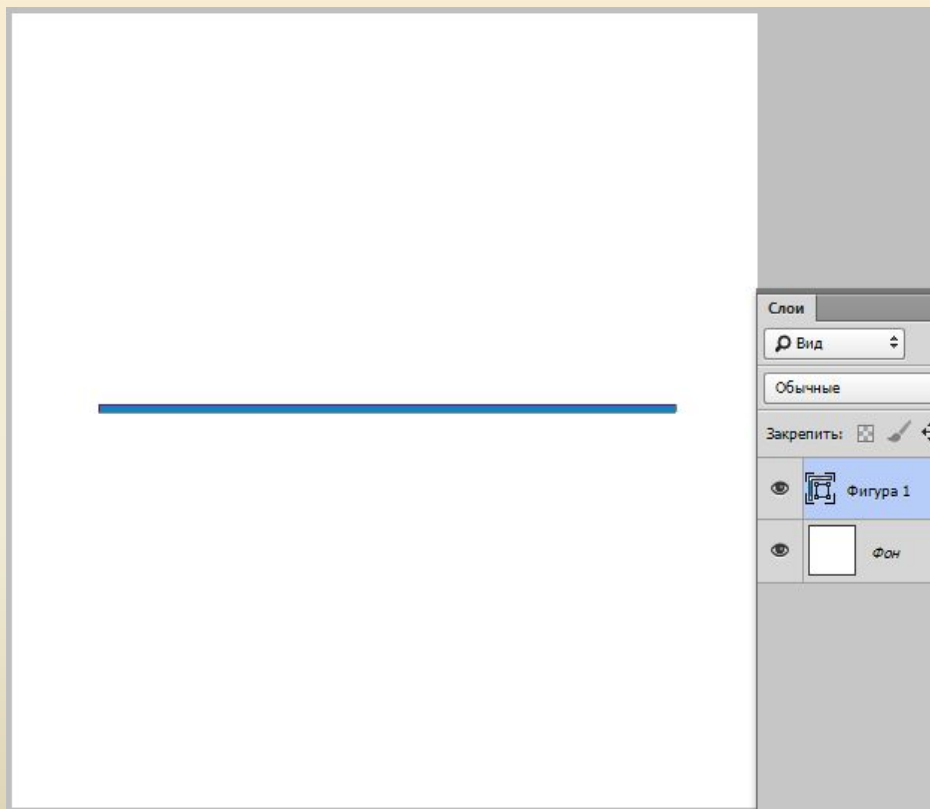 Слои
Вид
Обычные
Закрепить:
Фигура 1
Фон